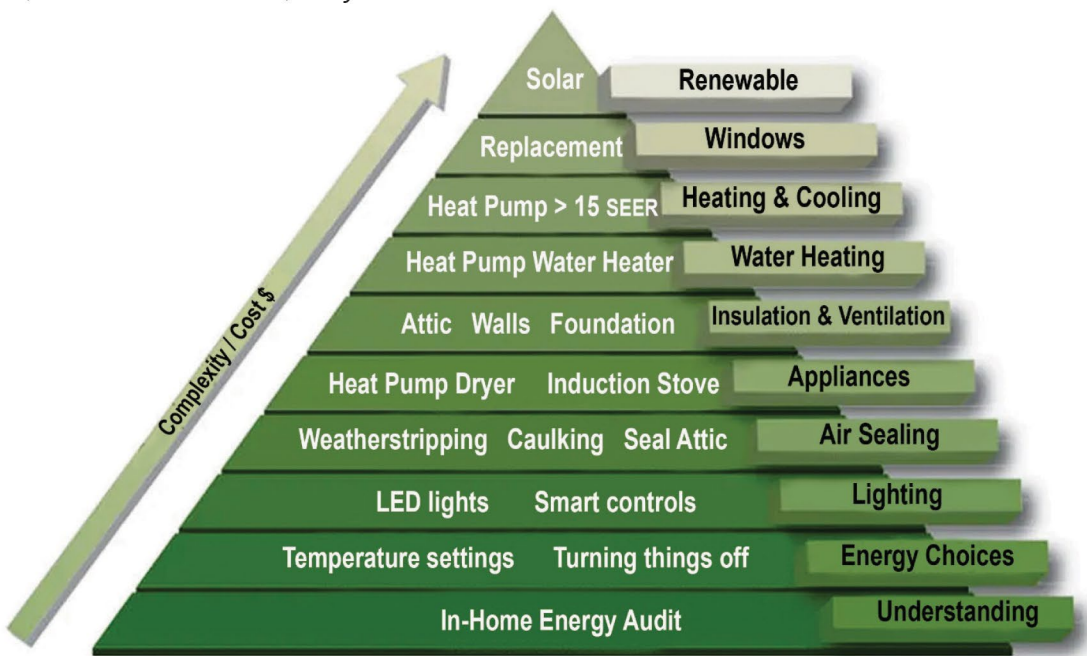 Solar Renewable
Replacement Windows
Heat Pump > 15 SEER Heating & Cooling
Heat Pump Water Heater Water Heating
Attic Walls Foundation Insulation & Ventilation
Heat Pump Dryer Induction Stove Appliances
Weatherstripping Caulking Seal Attic Air Sealing
LED lights Smart controls Lighting
Temperature settings Turning things off Energy Choices
In-Home Energy Audit Understanding
Complexity / Cost $